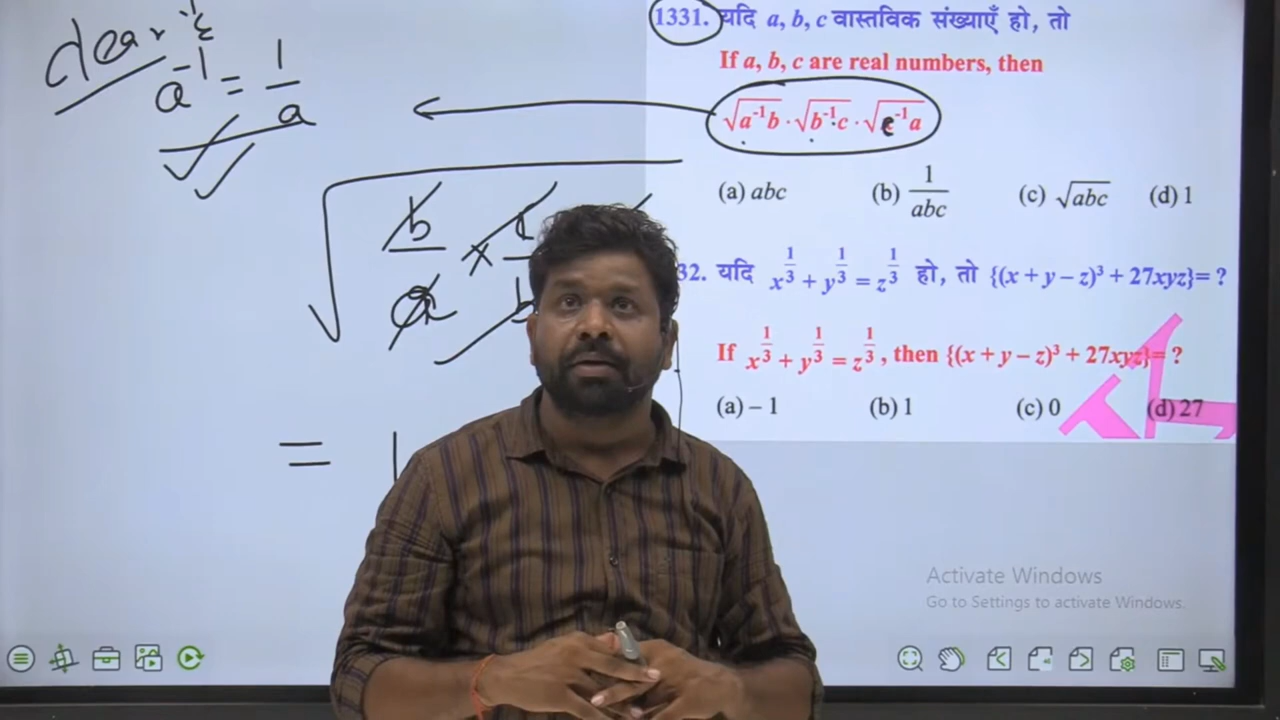 dear
a⁻¹ = 1/a
√ b/a × c/b
= 1
1331. यदि a, b, c वास्तविक संख्याएँ हो, तो
If a, b, c are real numbers, then
√a⁻¹b · √b⁻¹c · √c⁻¹a
(a) abc (b) 1/abc (c) √abc (d) 1
32. यदि x^1/3 + y^1/3 = z^1/3 हो, तो {(x + y – z)³ + 27xyz}= ?
If x^1/3 + y^1/3 = z^1/3, then {(x + y – z)³ + 27xyz}= ?
(a) – 1 (b) 1 (c) 0 (d) 27
Activate Windows
Go to Settings to activate Windows.